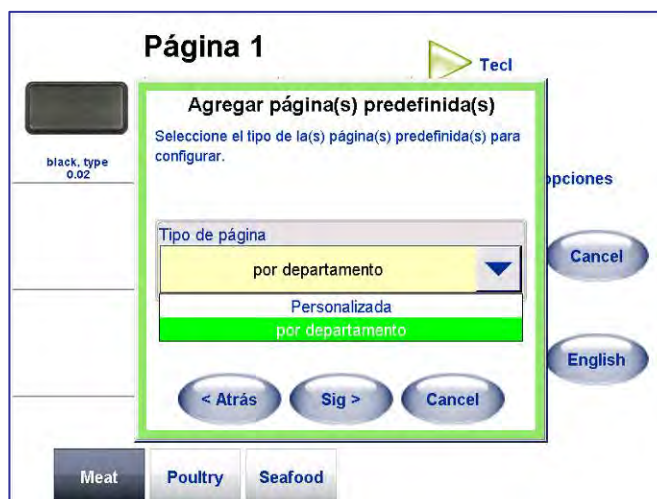 Página 1
Tecl
Agregar página(s) predefinida(s)
Seleccione el tipo de la(s) página(s) predefinida(s) para
configurar.
black, type
0.02
opciones
Tipo de página
por departamento
Cancel
Personalizada
por departamento
English
< Atrás
Sig >
Cancel
Meat
Poultry
Seafood